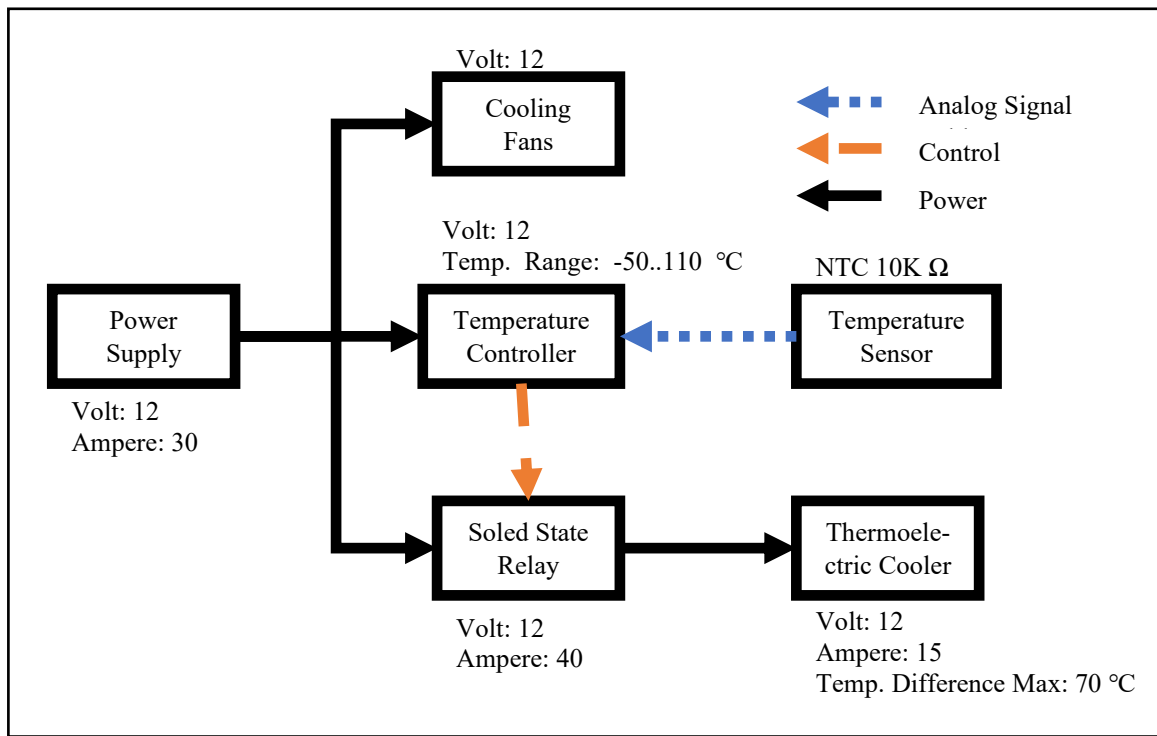 Volt: 12
Cooling
Fans
Analog Signal
Control
Power
Volt: 12
Temp. Range: -50..110 °C
NTC 10K Ω
Power
Supply
Temperature
Controller
Temperature
Sensor
Volt: 12
Ampere: 30
Soled State
Relay
Thermoele-
ctric Cooler
Volt: 12
Ampere: 40
Volt: 12
Ampere: 15
Temp. Difference Max: 70 °C